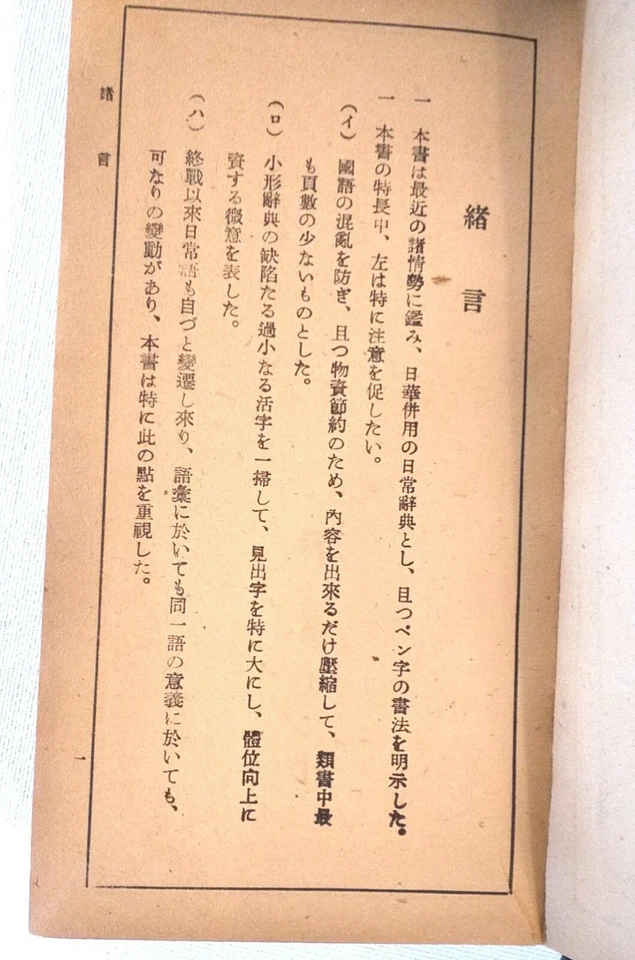 緒言
一 本書は最近の諸情勢に鑑み、日華併用の日常辭典とし、且つペン字の書法を明示した。
一 本書の特長中、左は特に注意を促したい。
(イ) 國語の混亂を防ぎ、且つ物資節約のため、內容を出來るだけ壓縮して、類書中最
も頁數の少ないものとした。
(ロ) 小形辭典の缺陷たる過小なる活字を一掃して、見出字を特に大にし、體位向上に
資する微意を表した。
(ハ) 終戰以來日常語も自づと變遷し來り、語彙に於いても同一語の意義に於いても、
可なりの變動があり、本書は特に此の點を重視した。
緒言
一